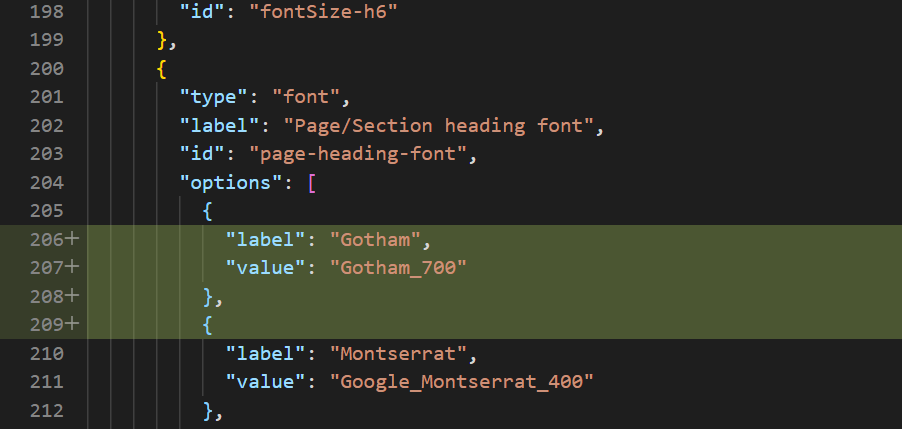 198 "id": "fontSize-h6"
199 },
200 {
201 "type": "font",
202 "label": "Page/Section heading font",
203 "id": "page-heading-font",
204 "options": [
205 {
206+ "label": "Gotham",
207+ "value": "Gotham_700"
208+ },
209+ {
210 "label": "Montserrat",
211 "value": "Google_Montserrat_400"
212 },